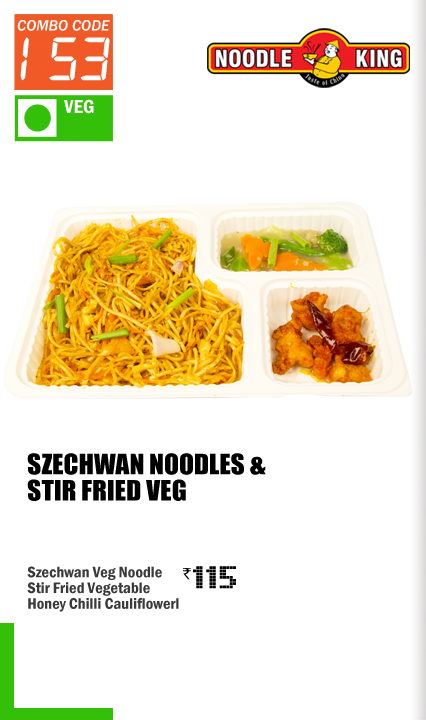 COMBO CODE
153
VEG
NOODLE KING
Taste of China
SZECHWAN NOODLES &
STIR FRIED VEG
Szechwan Veg Noodle
₹115
Stir Fried Vegetable
Honey Chilli Cauliflowerl